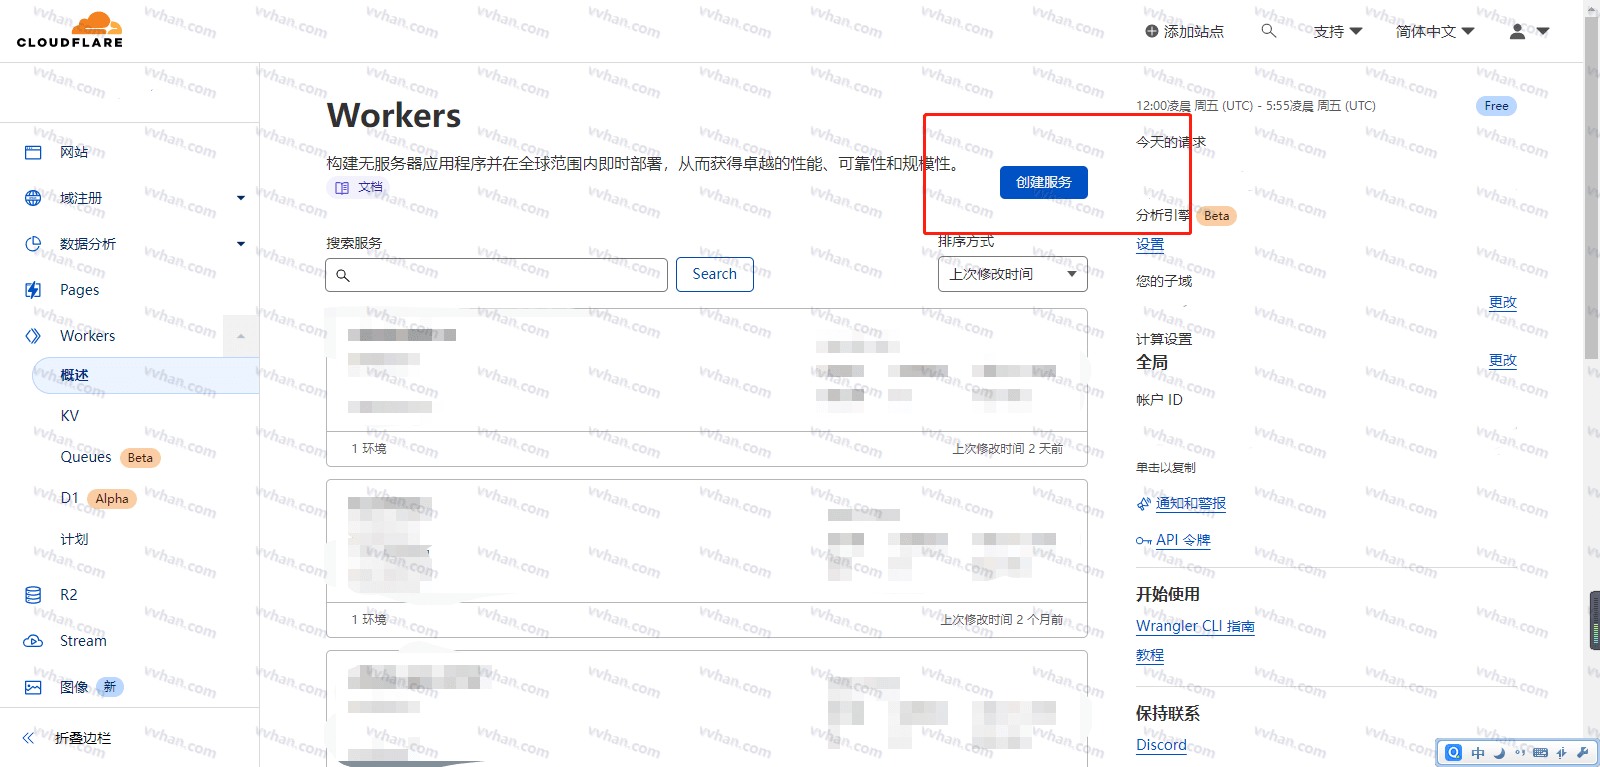 CLOUDFLARE
添加站点
支持
简体中文
网站
域注册
数据分析
Pages
Workers
概述
KV
Queues Beta
D1 Alpha
计划
R2
Stream
图像 新
折叠边栏
Workers
构建无服务器应用程序并在全球范围内即时部署，从而获得卓越的性能、可靠性和规模性。
文档
创建服务
搜索服务
Search
排序方式
上次修改时间
1 环境
上次修改时间 2 天前
1 环境
上次修改时间 2 个月前
12:00凌晨 周五 (UTC) - 5:55凌晨 周五 (UTC)
Free
今天的请求
分析引擎 Beta
设置
您的子域
更改
计算设置
全局
更改
帐户 ID
单击以复制
通知和警报
API 令牌
开始使用
Wrangler CLI 指南
教程
保持联系
Discord
中
vvhan.com